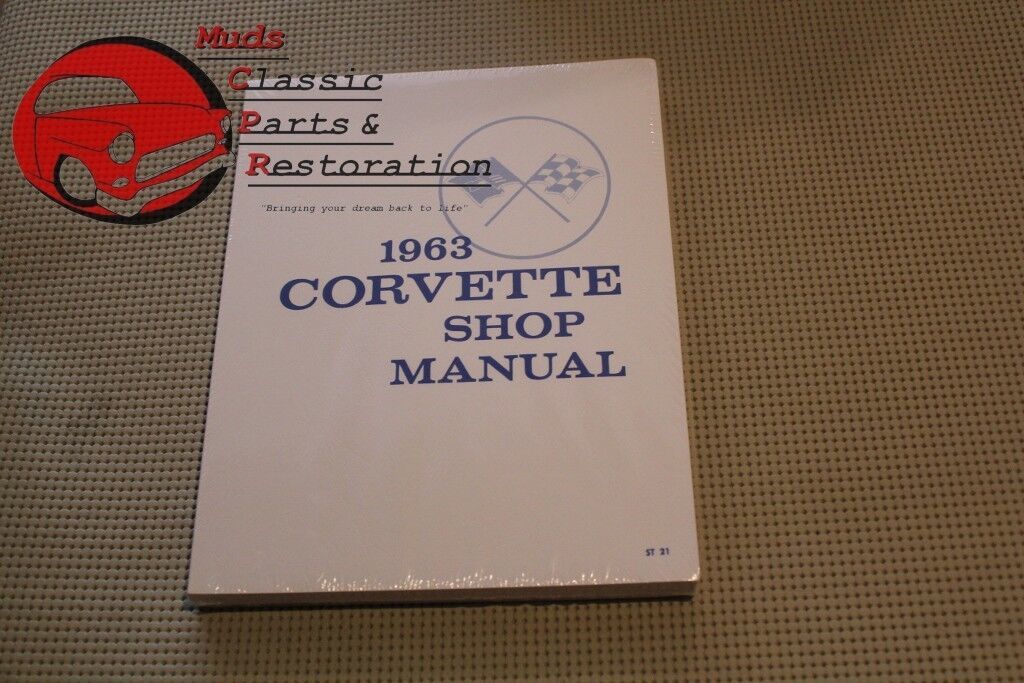 Muds
Classic
Parts &
Restoration
"Bringing your dream back to life"
1963
CORVETTE
SHOP
MANUAL
ST 21